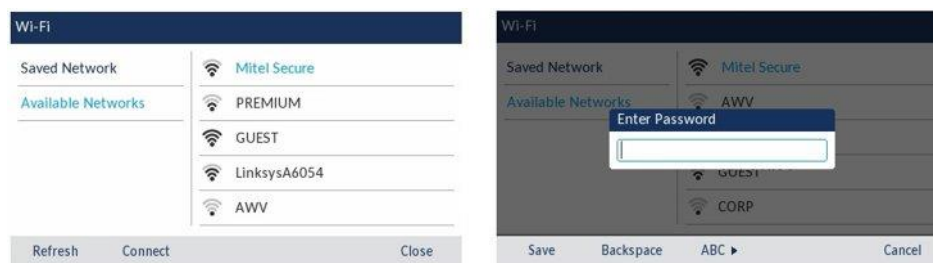 Wi-Fi
Saved Network
Available Networks
Mitel Secure
PREMIUM
GUEST
LinksysA6054
AWV
Refresh Connect Close
Wi-Fi
Saved Network
Available Networks
Mitel Secure
AWV
Enter Password
GUEST
CORP
Save Backspace ABC ▸ Cancel